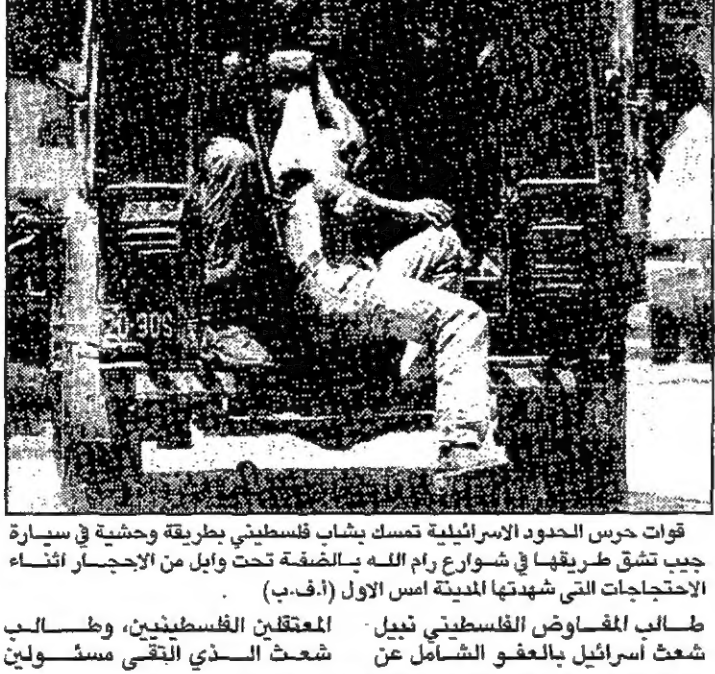 قوات حرس الحدود الاسرائيلية تمسك بشاب فلسطيني بطريقة وحشية في سيارة
جيب تشق طريقها في شوارع رام الله بالضفة تحت وابل من الاحجار اثناء
الاحتجاجات التي شهدتها المدينة امس الاول (أ.ف.ب)
طالب المفاوض الفلسطيني نبيل
شعث اسرائيل بالعفو الشامل عن
المعتقلين الفلسطينيين، وطالب
شعث الذي التقى مسئولين